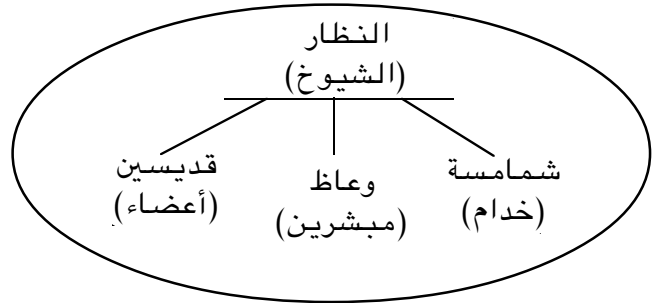 النظار
(الشيوخ)
شمامسة
(خدام)
وعاظ
(مبشرين)
قديسين
(أعضاء)